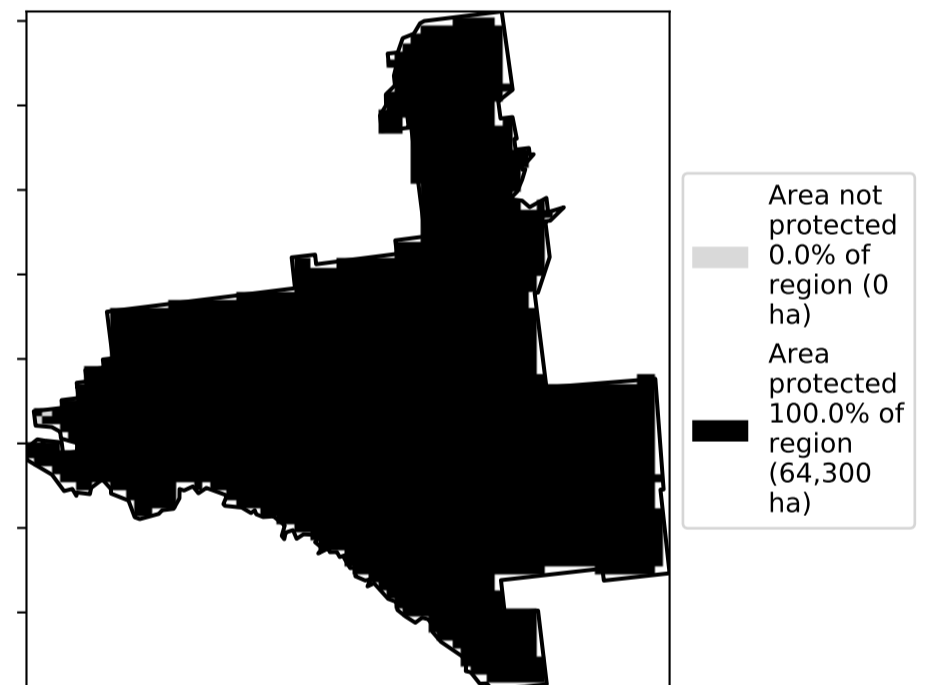 Area not
protected
0.0% of
region (0
ha)
Area
protected
100.0% of
region
(64,300
ha)